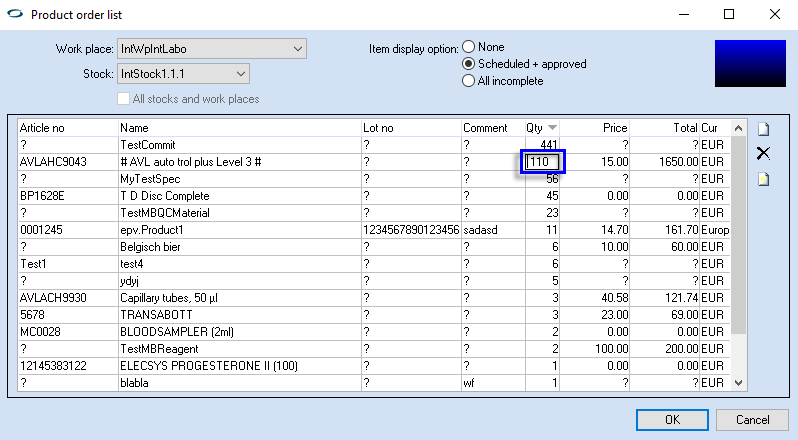 Product order list
Work place: IntWpIntLabo Item display option: None
Scheduled + approved
Stock: IntStock1.1.1
All incomplete
All stocks and work places
Article no Name Lot no Comment Qty Price Total Cur
? TestCommit ? ? 441 ? ? EUR
AVLAHC9043 # AVL auto trol plus Level 3 # ? ? 110 15.00 1650.00 EUR
? MyTestSpec ? ? 56 ? ? EUR
BP1628E T D Disc Complete ? ? 45 0.00 0.00 EUR
? TestMBQCMaterial ? ? 23 ? ? EUR
0001245 epv.Product1 1234567890123456 sadasd 11 14.70 161.70 Europ
? Belgisch bier ? ? 6 10.00 60.00 EUR
Test1 test4 ? ? 6 ? ? EUR
? ydyj ? ? 5 ? ? EUR
AVLACH9930 Capillary tubes, 50 µl ? ? 3 40.58 121.74 EUR
5678 TRANSABOTT ? ? 3 23.00 69.00 EUR
MC0028 BLOODSAMPLER (2ml) ? ? 2 0.00 0.00 EUR
? TestMBReagent ? ? 2 100.00 200.00 EUR
12145383122 ELECSYS PROGESTERONE II (100) ? ? 1 0.00 0.00 EUR
? blabla ? wf 1 ? ? EUR
OK Cancel